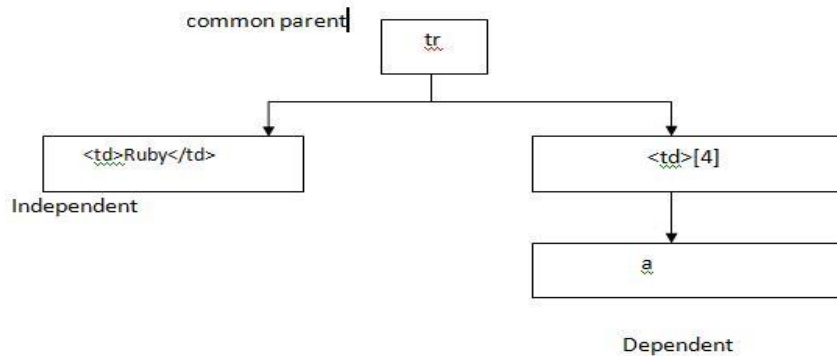 common parent
tr
<td>Ruby</td>
<td>[4]
Independent
a
Dependent